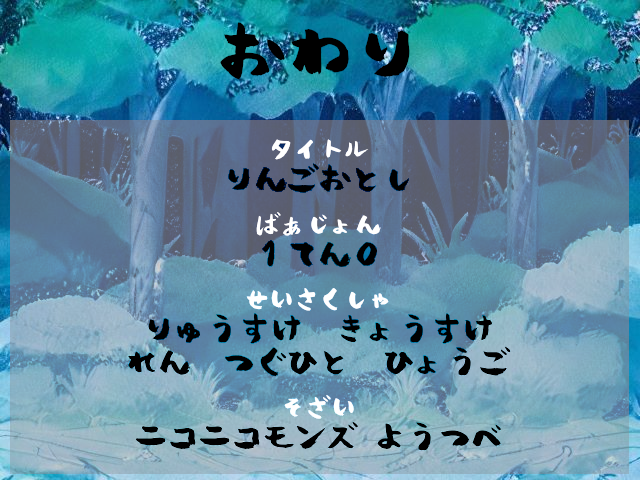 おわり
タイトル
りんごおとし
ばぁじょん
１てん０
せいさくしゃ
りゅうすけ　きょうすけ
れん　つぐひと　ひょうご
そざい
ニコニコモンズ ようつべ